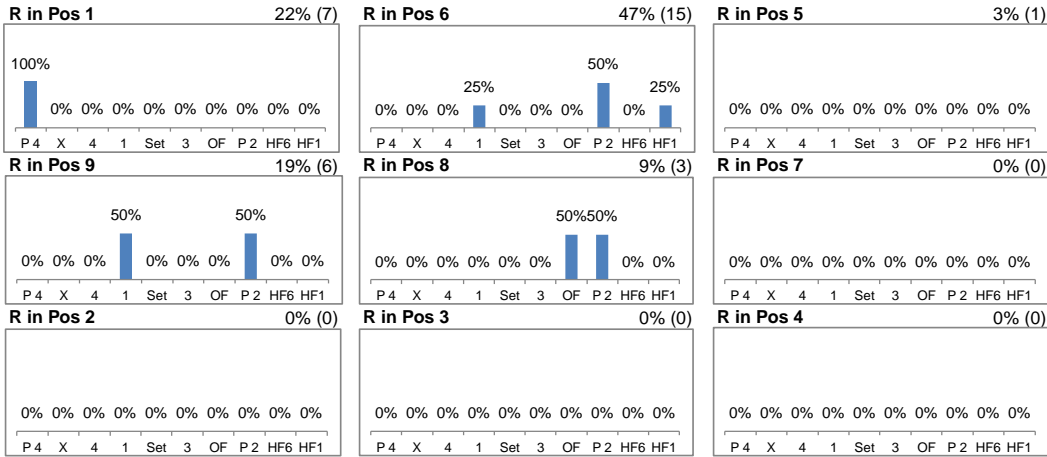 R in Pos 1 22% (7)
100%
0% 0% 0% 0% 0% 0% 0% 0% 0%
P 4 X 4 1 Set 3 OF P 2 HF6 HF1
R in Pos 6 47% (15)
50%
25% 25%
0% 0% 0% 0% 0% 0% 0%
P 4 X 4 1 Set 3 OF P 2 HF6 HF1
R in Pos 5 3% (1)
0% 0% 0% 0% 0% 0% 0% 0% 0% 0%
P 4 X 4 1 Set 3 OF P 2 HF6 HF1
R in Pos 9 19% (6)
50% 50%
0% 0% 0% 0% 0% 0% 0% 0%
P 4 X 4 1 Set 3 OF P 2 HF6 HF1
R in Pos 8 9% (3)
50% 50%
0% 0% 0% 0% 0% 0% 0% 0%
P 4 X 4 1 Set 3 OF P 2 HF6 HF1
R in Pos 7 0% (0)
0% 0% 0% 0% 0% 0% 0% 0% 0% 0%
P 4 X 4 1 Set 3 OF P 2 HF6 HF1
R in Pos 2 0% (0)
0% 0% 0% 0% 0% 0% 0% 0% 0% 0%
P 4 X 4 1 Set 3 OF P 2 HF6 HF1
R in Pos 3 0% (0)
0% 0% 0% 0% 0% 0% 0% 0% 0% 0%
P 4 X 4 1 Set 3 OF P 2 HF6 HF1
R in Pos 4 0% (0)
0% 0% 0% 0% 0% 0% 0% 0% 0% 0%
P 4 X 4 1 Set 3 OF P 2 HF6 HF1